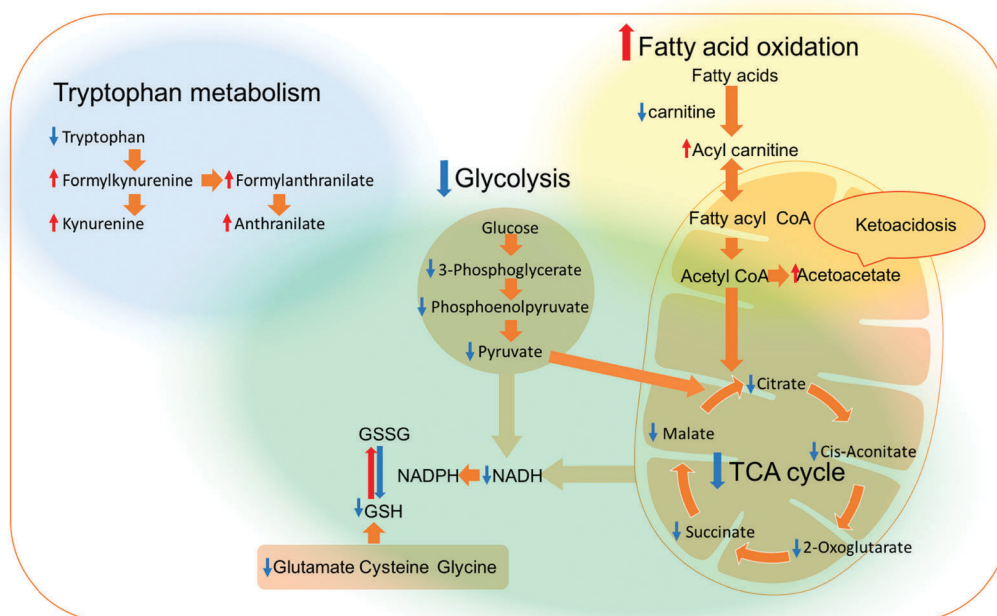 Fatty acid oxidation
Fatty acids
carnitine
Acyl carnitine
Fatty acyl CoA
Ketoacidosis
Acetyl CoA
Acetoacetate
Tryptophan metabolism
Tryptophan
Formylkynurenine
Formylanthranilate
Kynurenine
Anthranilate
Glycolysis
Glucose
3-Phosphoglycerate
Phosphoenolpyruvate
Pyruvate
Citrate
Malate
Cis-Aconitate
TCA cycle
Succinate
2-Oxoglutarate
GSSG
NADPH
NADH
GSH
Glutamate Cysteine Glycine